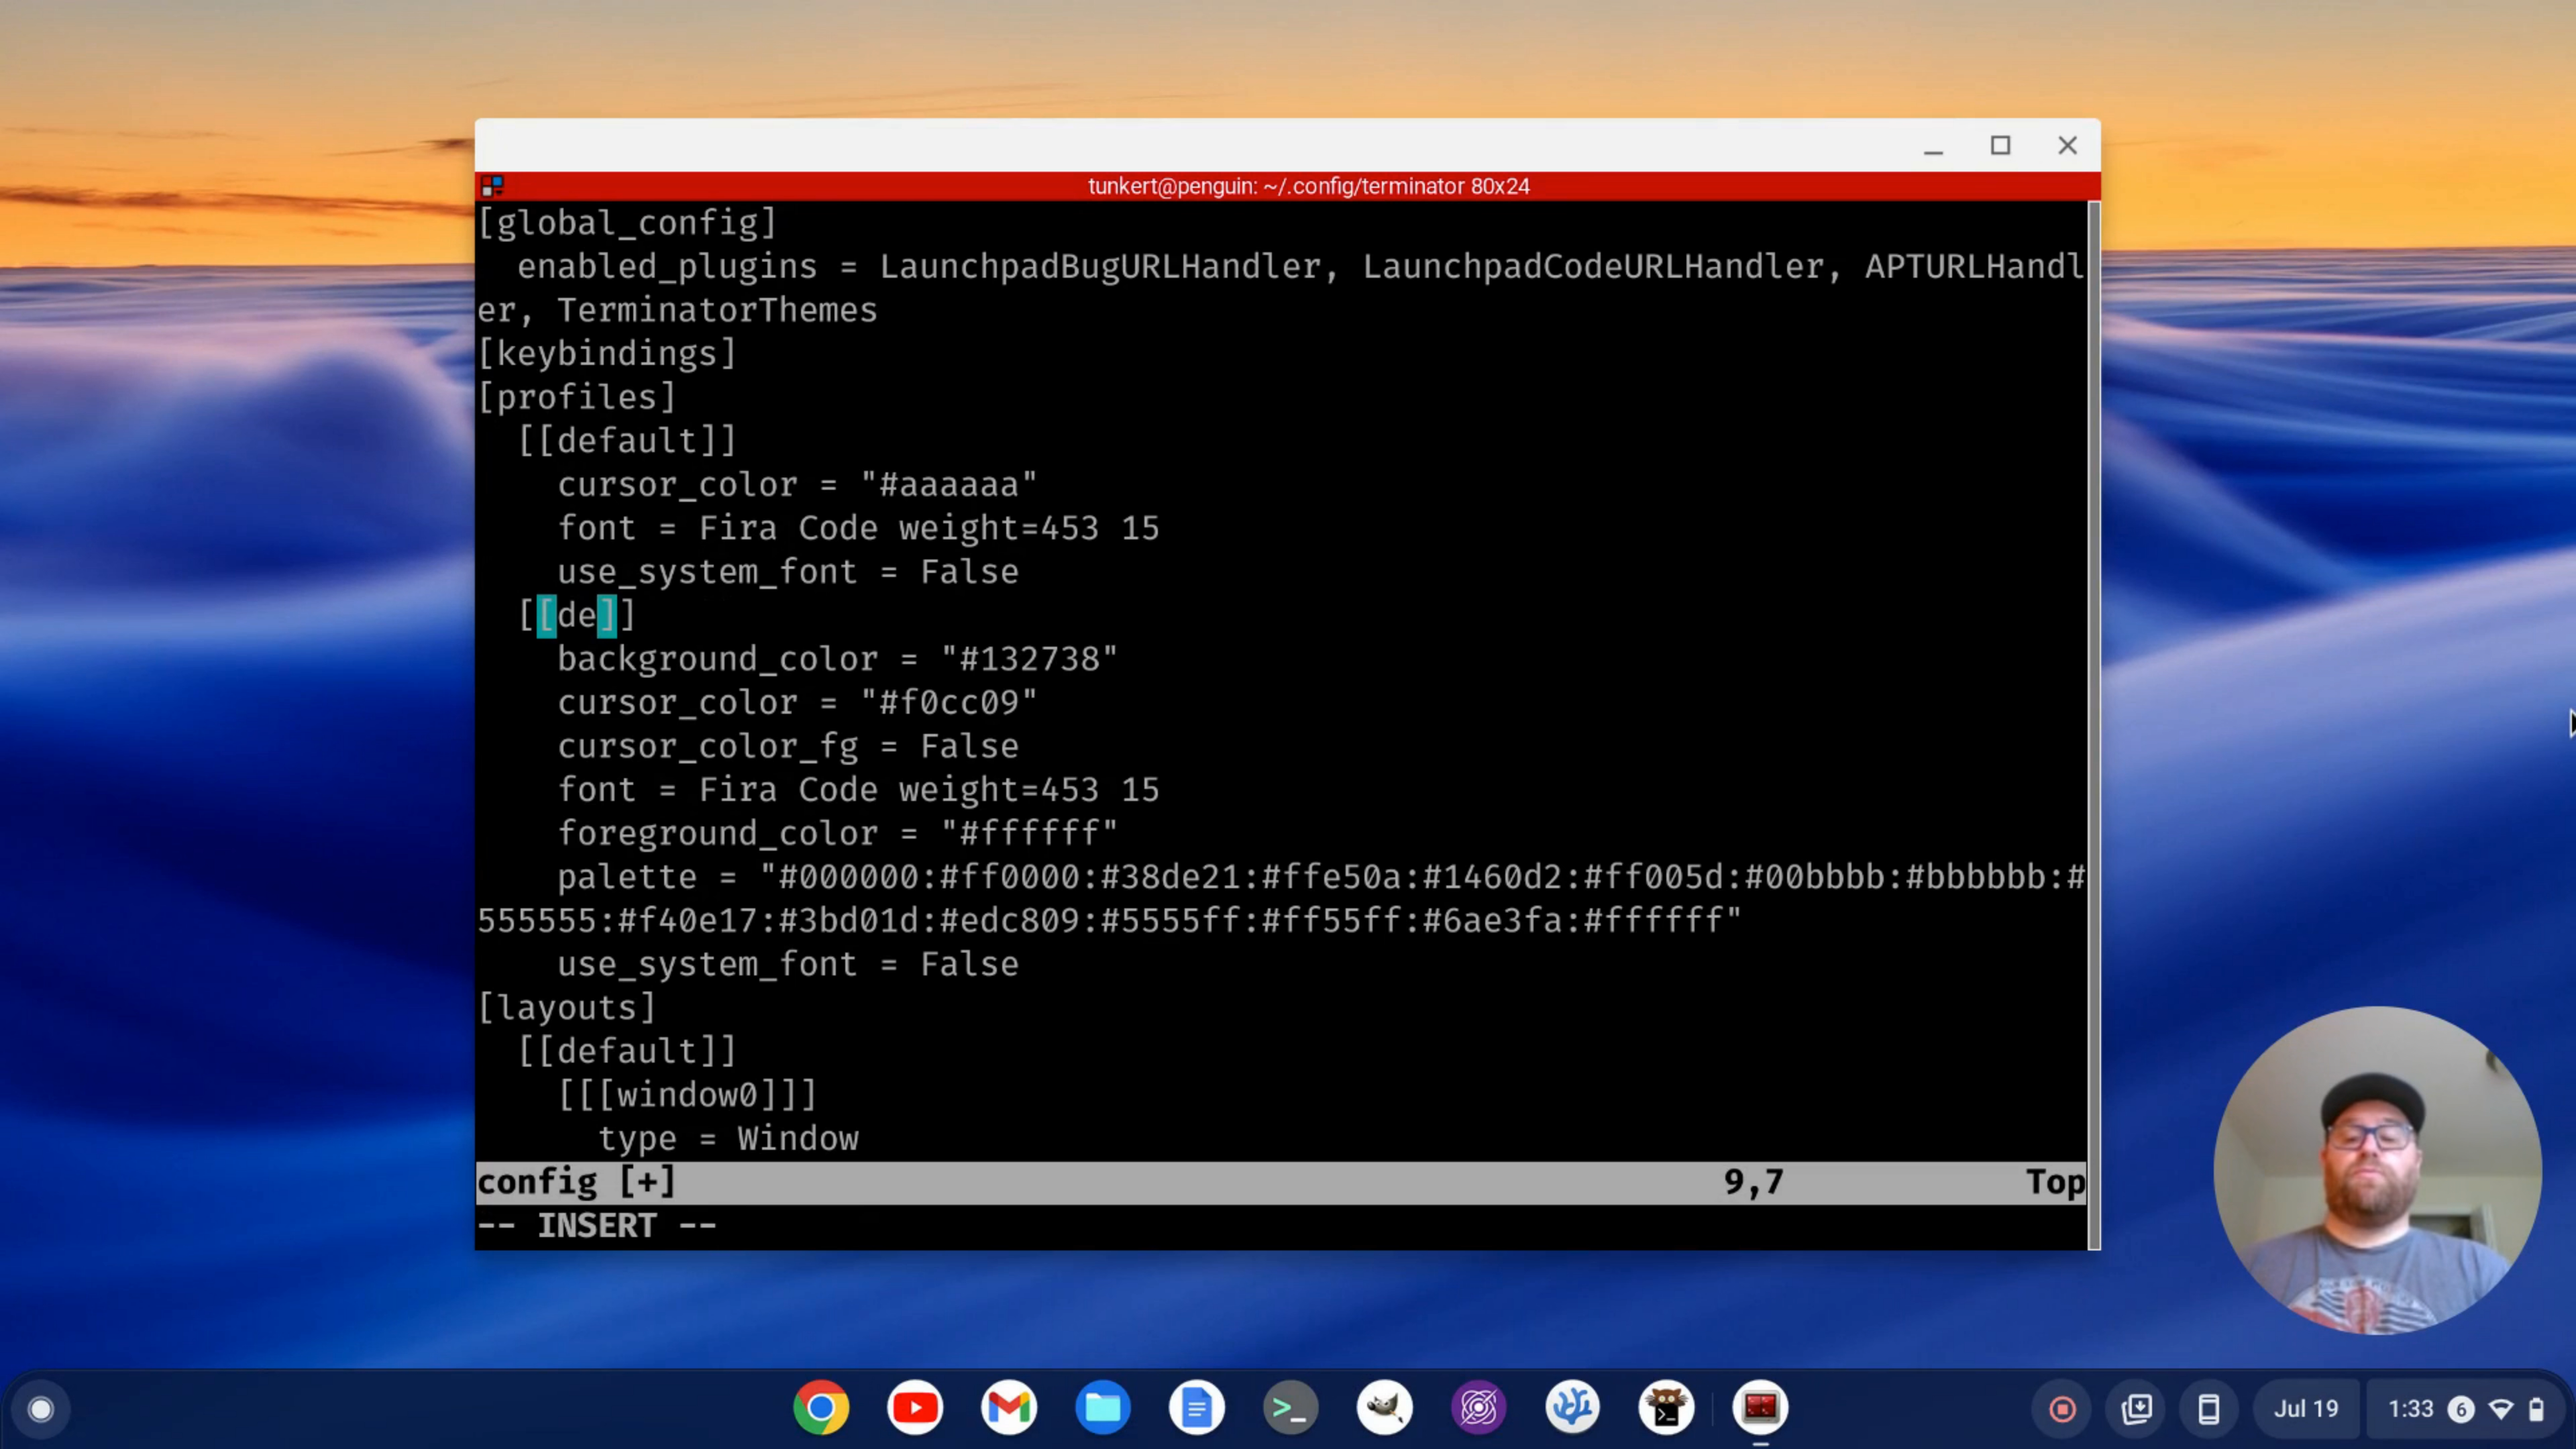 tunkert@penguin: ~/.config/terminator 80x24
[global_config]
  enabled_plugins = LaunchpadBugURLHandler, LaunchpadCodeURLHandler, APTURLHandl
er, TerminatorThemes
[keybindings]
[profiles]
  [[default]]
    cursor_color = "#aaaaaa"
    font = Fira Code weight=453 15
    use_system_font = False
  [[de]]
    background_color = "#132738"
    cursor_color = "#f0cc09"
    cursor_color_fg = False
    font = Fira Code weight=453 15
    foreground_color = "#ffffff"
    palette = "#000000:#ff0000:#38de21:#ffe50a:#1460d2:#ff005d:#00bbbb:#bbbbbb:#
555555:#f40e17:#3bd01d:#edc809:#5555ff:#ff55ff:#6ae3fa:#ffffff"
    use_system_font = False
[layouts]
  [[default]]
    [[[window0]]]
      type = Window
config [+] 9,7 Top
-- INSERT --
Jul 19 1:33 6